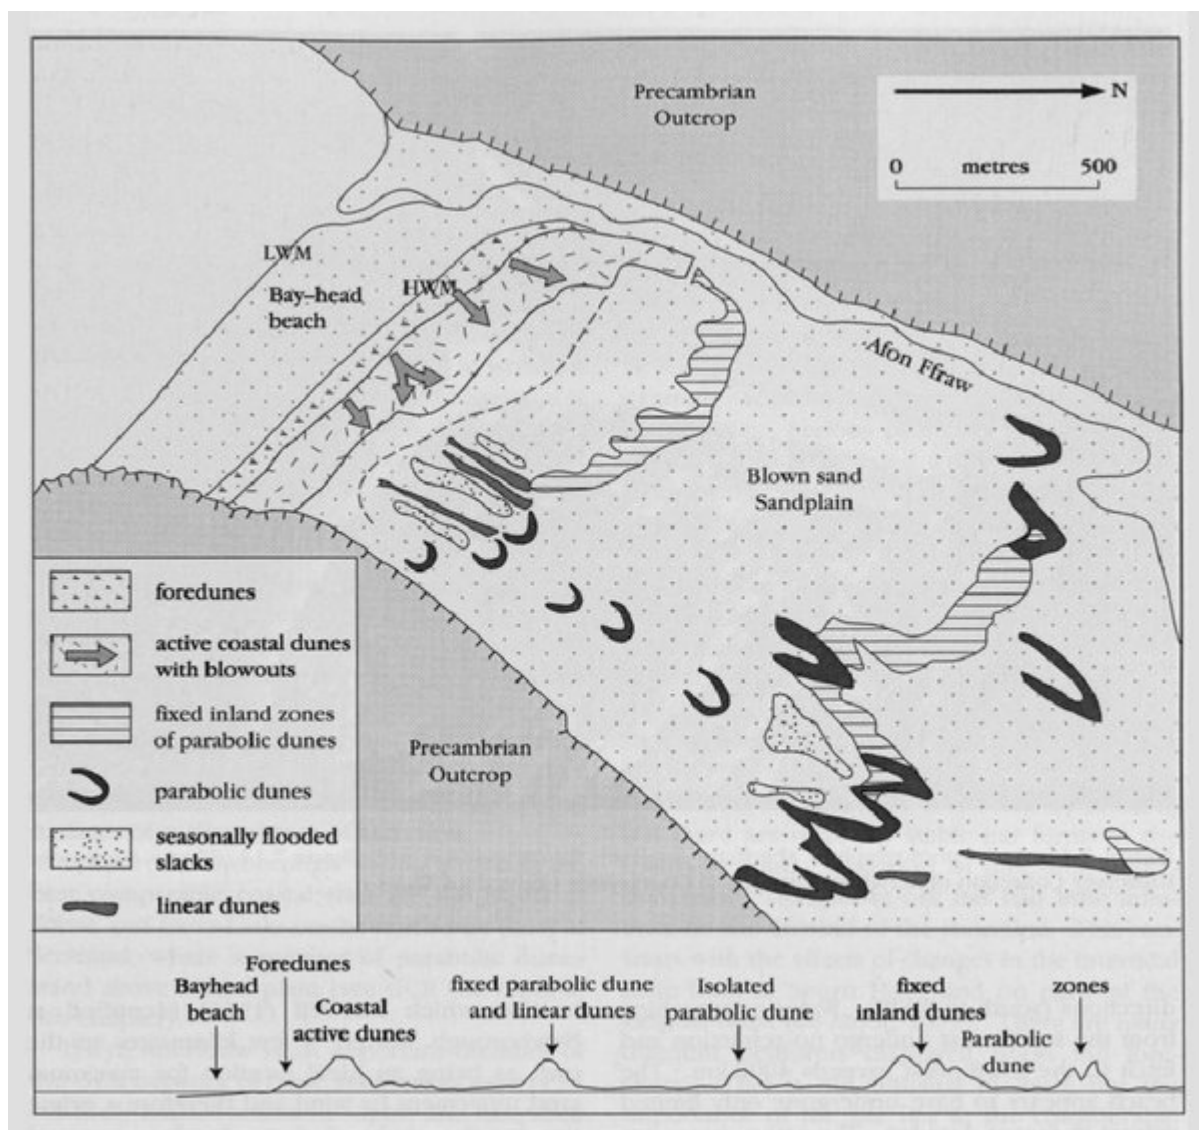 Precambrian
Outcrop
N
0 metres 500
LWM
Bay-head
beach
HWM
Afon Ffraw
Blown sand
Sandplain
foredunes
active coastal dunes
with blowouts
fixed inland zones
of parabolic dunes
parabolic dunes
seasonally flooded
slacks
linear dunes
Precambrian
Outcrop
Foredunes
Bayhead
beach
Coastal
active dunes
fixed parabolic dune
and linear dunes
Isolated
parabolic dune
fixed
inland dunes
zones
Parabolic
dune